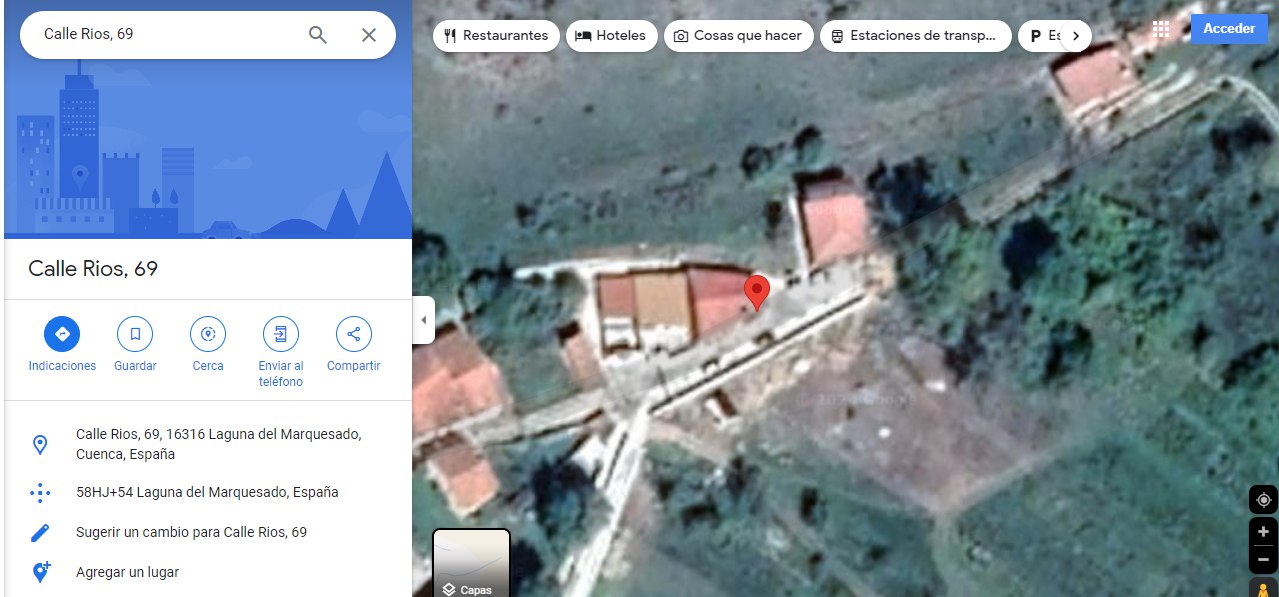 Calle Rios, 69
Restaurantes
Hoteles
Cosas que hacer
Estaciones de transp...
P Es
Acceder
Calle Rios, 69
Indicaciones
Guardar
Cerca
Enviar al
teléfono
Compartir
Calle Rios, 69, 16316 Laguna del Marquesado,
Cuenca, España
58HJ+54 Laguna del Marquesado, España
Sugerir un cambio para Calle Rios, 69
Agregar un lugar
Capas